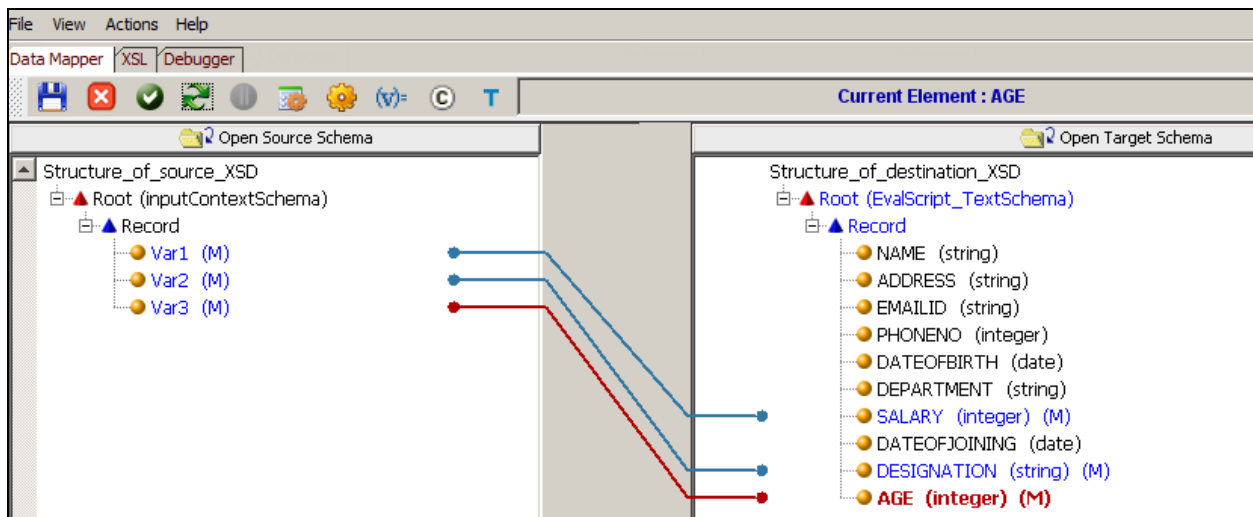 File View Actions Help
Data Mapper XSL Debugger
(v)= © T Current Element : AGE
Open Source Schema
Structure_of_source_XSD
Root (inputContextSchema)
Record
Var1 (M)
Var2 (M)
Var3 (M)
Open Target Schema
Structure_of_destination_XSD
Root (EvalScript_TextSchema)
Record
NAME (string)
ADDRESS (string)
EMAILID (string)
PHONENO (integer)
DATEOFBIRTH (date)
DEPARTMENT (string)
SALARY (integer) (M)
DATEOFJOINING (date)
DESIGNATION (string) (M)
AGE (integer) (M)